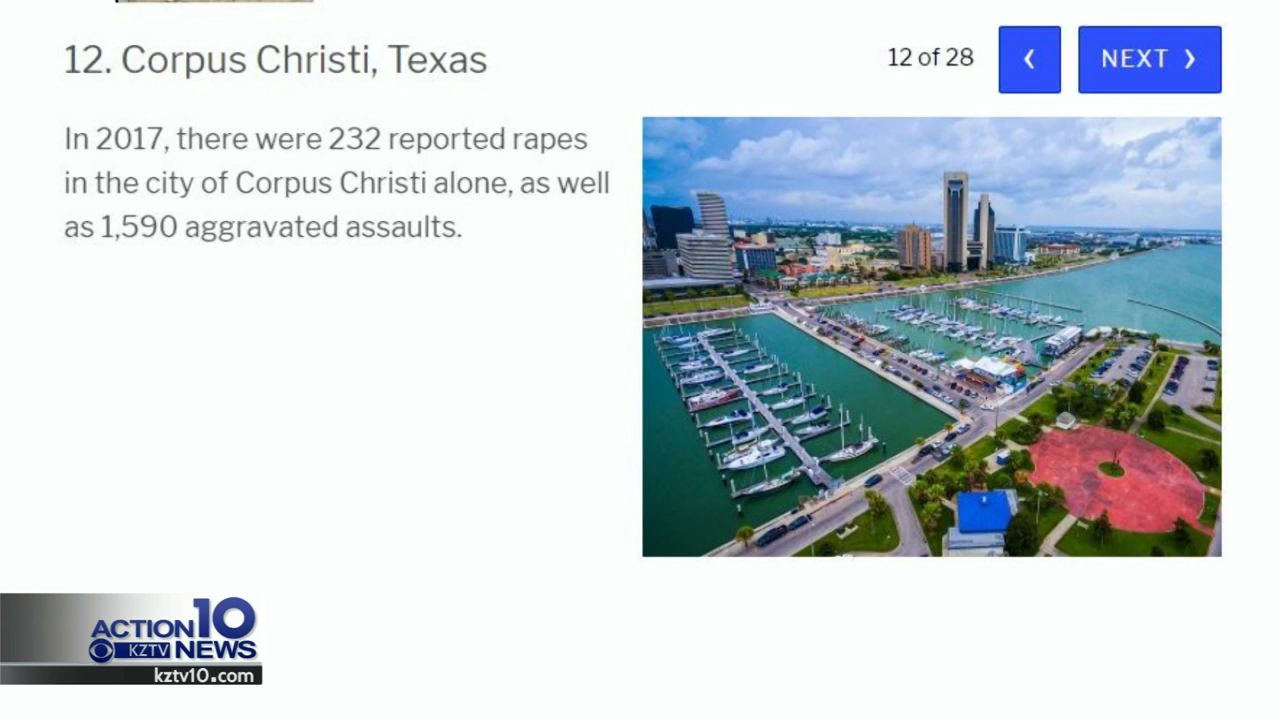 12. Corpus Christi, Texas
12 of 28
‹
NEXT ›
In 2017, there were 232 reported rapes
in the city of Corpus Christi alone, as well
as 1,590 aggravated assaults.
ACTION 10
KZTV NEWS
kztv10.com